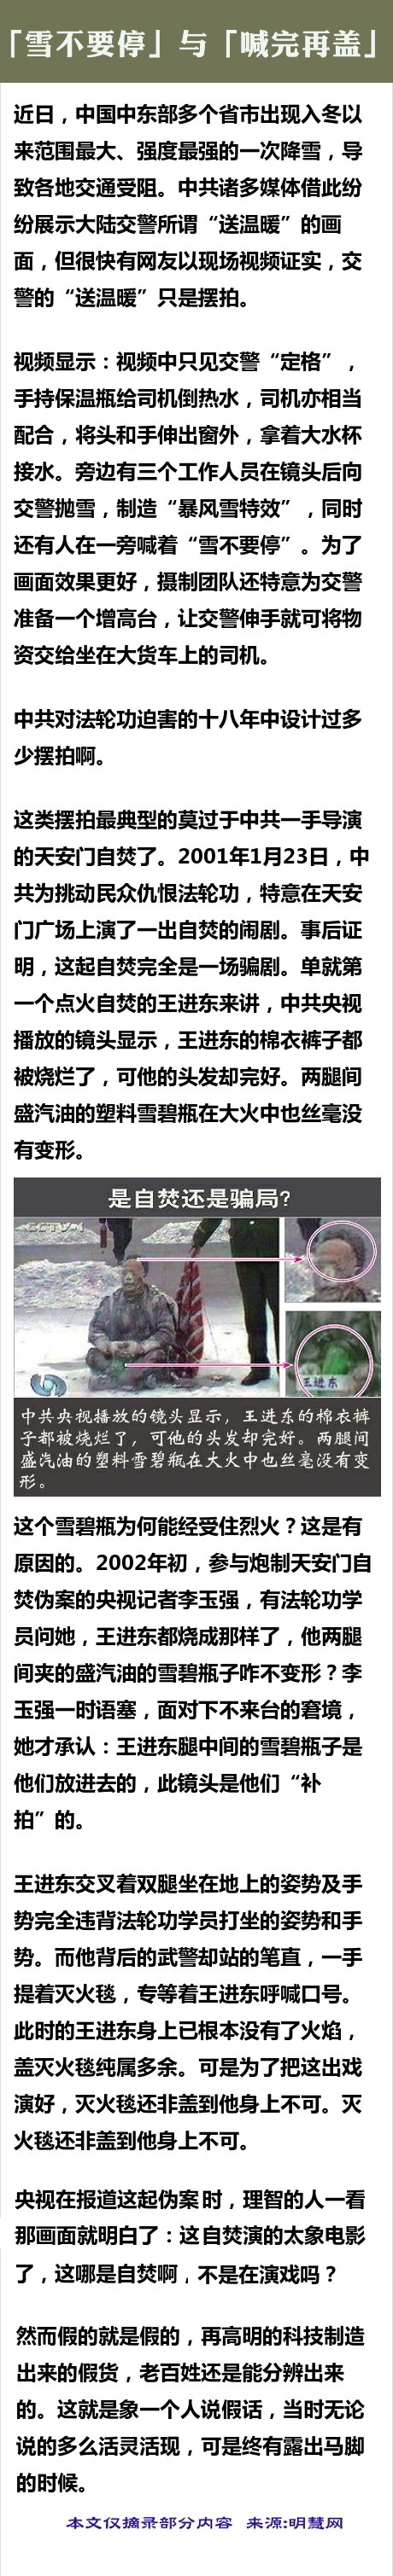 「雪不要停」与「喊完再盖」
近日，中国中东部多个省市出现入冬以
来范围最大、强度最强的一次降雪，导
致各地交通受阻。中共诸多媒体借此纷
纷展示大陆交警所谓“送温暖”的画
面，但很快有网友以现场视频证实，交
警的“送温暖”只是摆拍。
视频显示：视频中只见交警“定格”，
手持保温瓶给司机倒热水，司机亦相当
配合，将头和手伸出窗外，拿着大水杯
接水。旁边有三个工作人员在镜头后向
交警抛雪，制造“暴风雪特效”，同时
还有人在一旁喊着“雪不要停”。为了
画面效果更好，摄制团队还特意为交警
准备一个增高台，让交警伸手就可将物
资交给坐在大货车上的司机。
中共对法轮功迫害的十八年中设计过多
少摆拍啊。
这类摆拍最典型的莫过于中共一手导演
的天安门自焚了。2001年1月23日，中
共为挑动民众仇恨法轮功，特意在天安
门广场上演了一出自焚的闹剧。事后证
明，这起自焚完全是一场骗剧。单就第
一个点火自焚的王进东来讲，中共央视
播放的镜头显示，王进东的棉衣裤子都
被烧烂了，可他的头发却完好。两腿间
盛汽油的塑料雪碧瓶在大火中也丝毫没
有变形。
是自焚还是骗局?
CCTV-1
王进东
中共央视播放的镜头显示，王进东的棉衣裤
子都被烧烂了，可他的头发却完好。两腿间
盛汽油的塑料雪碧瓶在大火中也丝毫没有变
形。
这个雪碧瓶为何能经受住烈火？这是有
原因的。2002年初，参与炮制天安门自
焚伪案的央视记者李玉强，有法轮功学
员问她，王进东都烧成那样了，他两腿
间夹的盛汽油的雪碧瓶子咋不变形？李
玉强一时语塞，面对下不来台的窘境，
她才承认：王进东腿中间的雪碧瓶子是
他们放进去的，此镜头是他们“补
拍”的。
王进东交叉着双腿坐在地上的姿势及手
势完全违背法轮功学员打坐的姿势和手
势。而他背后的武警却站的笔直，一手
提着灭火毯，专等着王进东呼喊口号。
此时的王进东身上已根本没有了火焰，
盖灭火毯纯属多余。可是为了把这出戏
演好，灭火毯还非盖到他身上不可。灭
火毯还非盖到他身上不可。
央视在报道这起伪案时，理智的人一看
那画面就明白了：这自焚演的太象电影
了，这哪是自焚啊，不是在演戏吗？
然而假的就是假的，再高明的科技制造
出来的假货，老百姓还是能分辨出来
的。这就是象一个人说假话，当时无论
说的多么活灵活现，可是终有露出马脚
的时候。
本文仅摘录部分内容 来源:明慧网